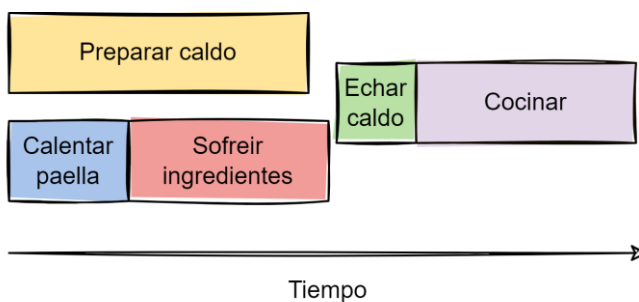 Preparar caldo
Echar
caldo
Cocinar
Calentar
paella
Sofreir
ingredientes
Tiempo